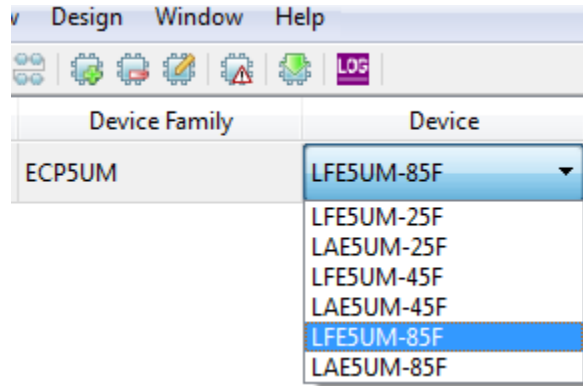 Design Window Help
LOG
Device Family Device
ECP5UM LFE5UM-85F
LFE5UM-25F
LAE5UM-25F
LFE5UM-45F
LAE5UM-45F
LFE5UM-85F
LAE5UM-85F